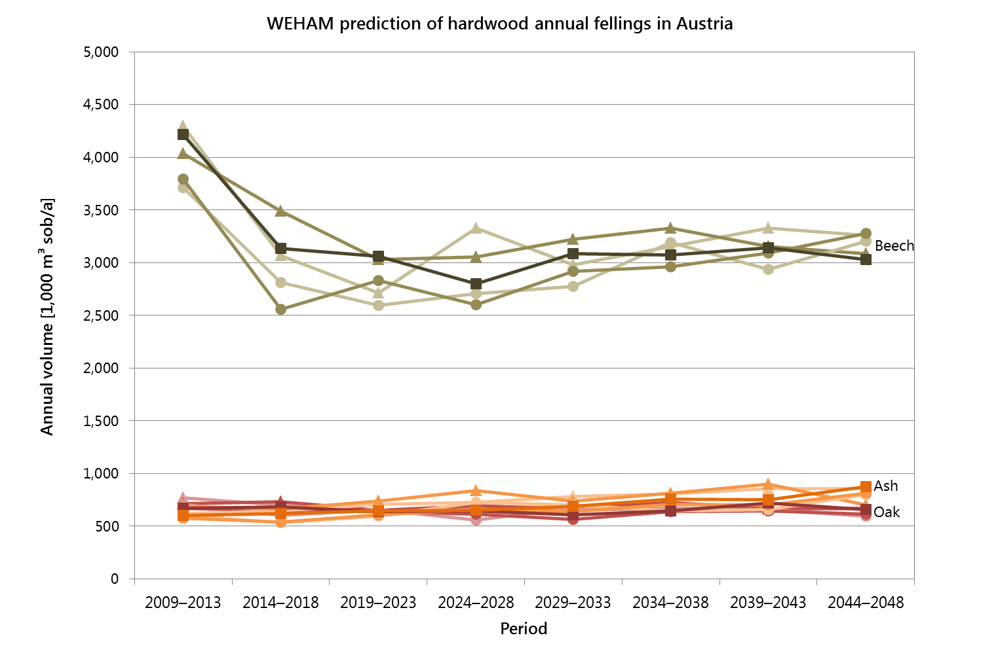 WEHAM prediction of hardwood annual fellings in Austria
5,000
4,500
4,000
3,500
3,000
2,500
2,000
1,500
1,000
500
0
Annual volume [1,000 m³ sob/a]
Beech
Ash
Oak
2009–2013 2014–2018 2019–2023 2024–2028 2029–2033 2034–2038 2039–2043 2044–2048
Period